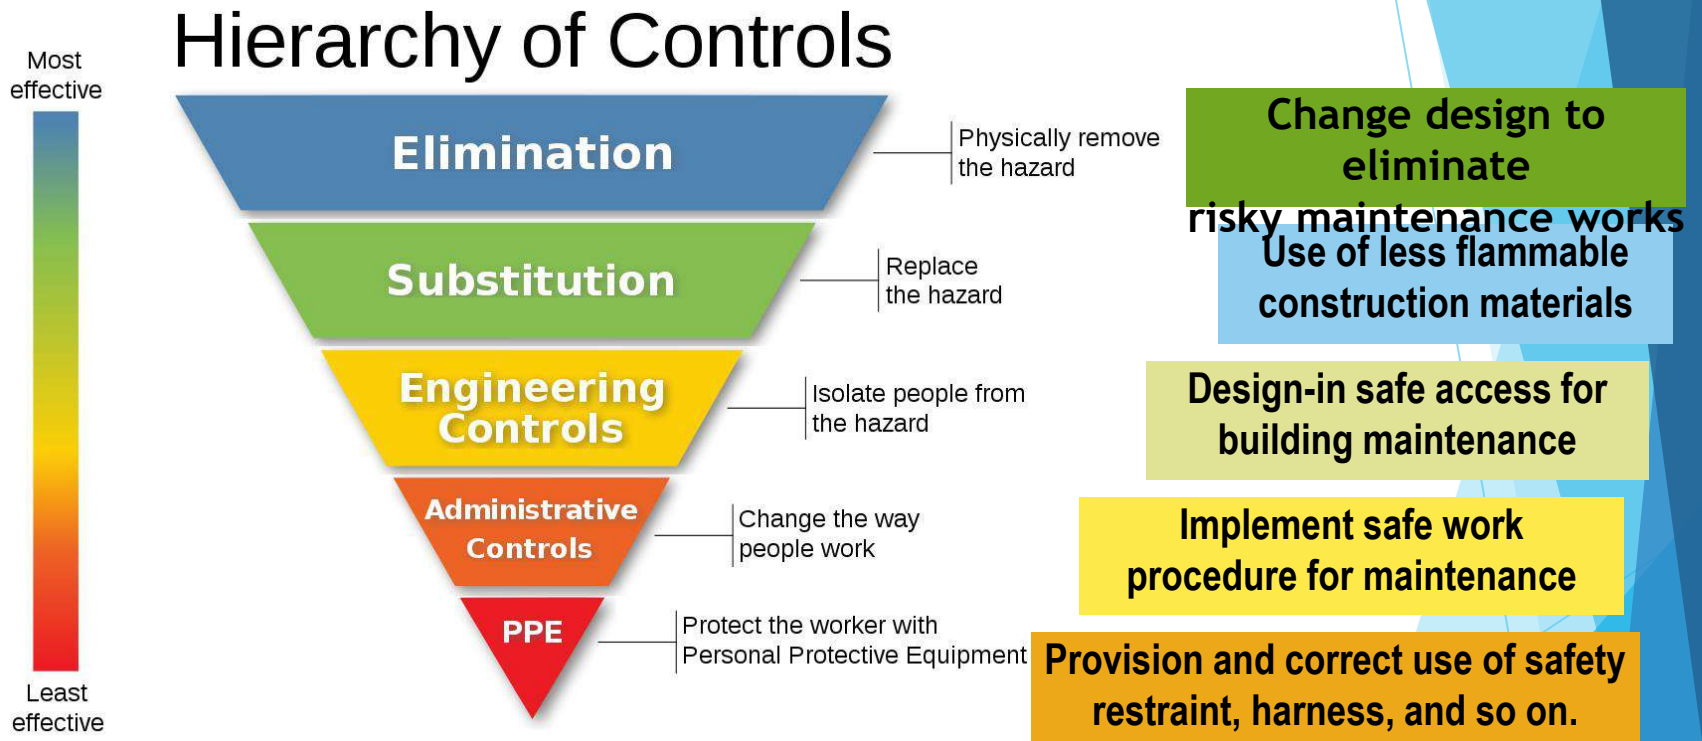 Hierarchy of Controls
Most
effective
Elimination
Physically remove
the hazard
Change design to
eliminate
risky maintenance works
Substitution
Replace
the hazard
Use of less flammable
construction materials
Engineering
Controls
Isolate people from
the hazard
Design-in safe access for
building maintenance
Administrative
Controls
Change the way
people work
Implement safe work
procedure for maintenance
PPE
Protect the worker with
Personal Protective Equipment
Provision and correct use of safety
restraint, harness, and so on.
Least
effective